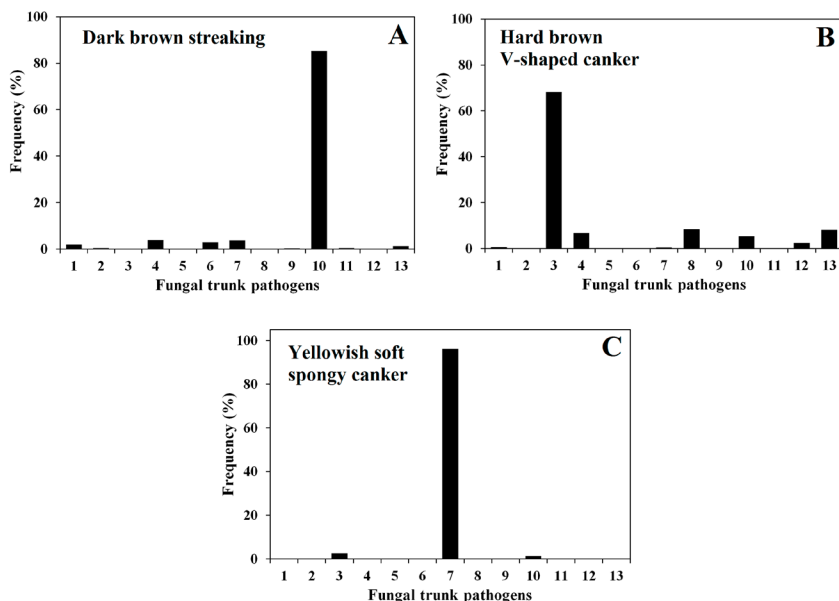 Dark brown streaking
A
Frequency (%)
100
80
60
40
20
0
1 2 3 4 5 6 7 8 9 10 11 12 13
Fungal trunk pathogens
Hard brown
V-shaped canker
B
Frequency (%)
100
80
60
40
20
0
1 2 3 4 5 6 7 8 9 10 11 12 13
Fungal trunk pathogens
Yellowish soft
spongy canker
C
Frequency (%)
100
80
60
40
20
0
1 2 3 4 5 6 7 8 9 10 11 12 13
Fungal trunk pathogens